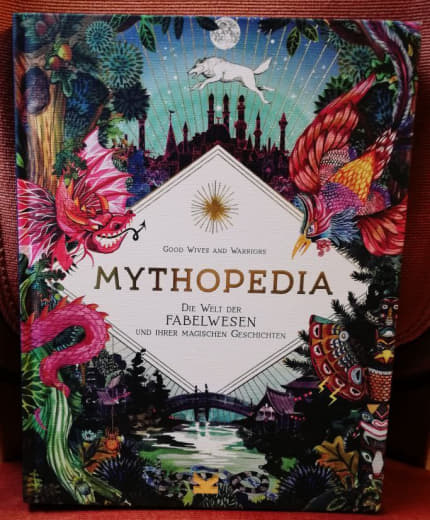 Good Wives and Warriors
MYTHOPEDIA
Die Welt der
FABELWESEN
und ihrer magischen Geschichten